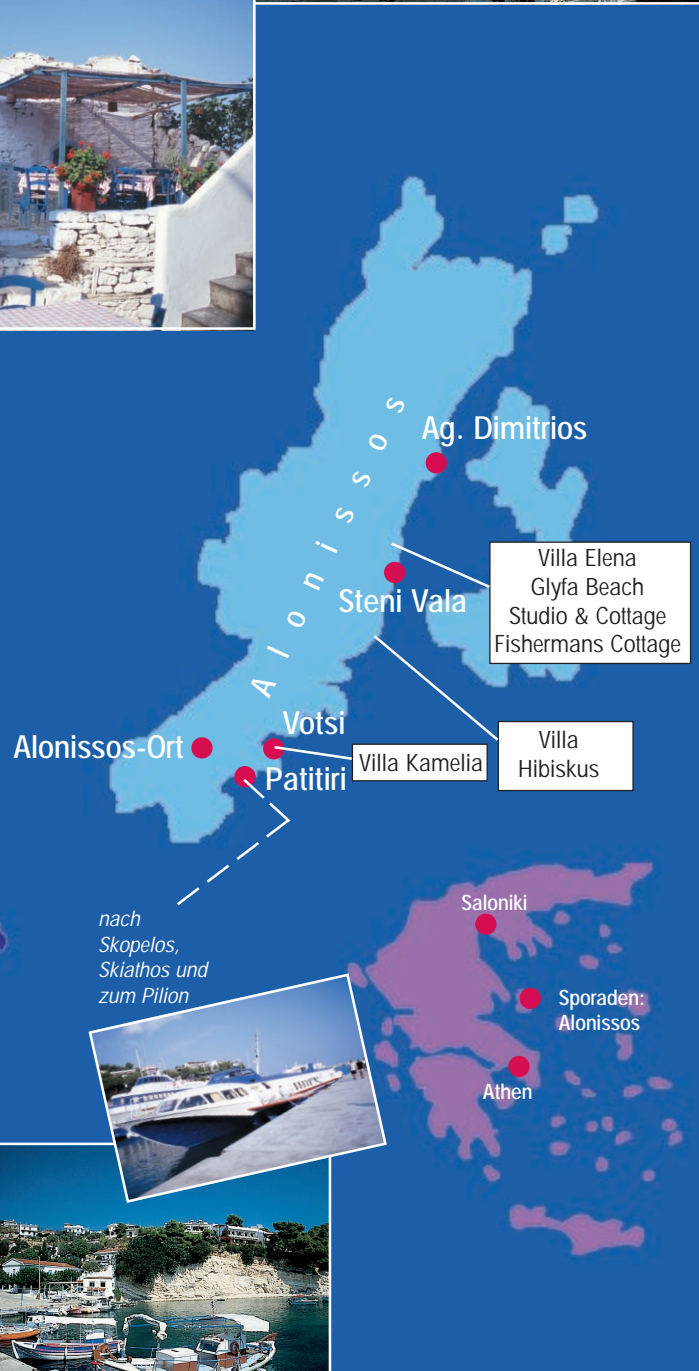 Ag. Dimitrios
Alonissos
Villa Elena
Glyfa Beach
Studio & Cottage
Fishermans Cottage
Steni Vala
Votsi
Alonissos-Ort
Villa Kamelia
Villa
Hibiskus
Patitiri
nach
Skopelos,
Skiathos und
zum Pilion
Saloniki
Sporaden:
Alonissos
Athen